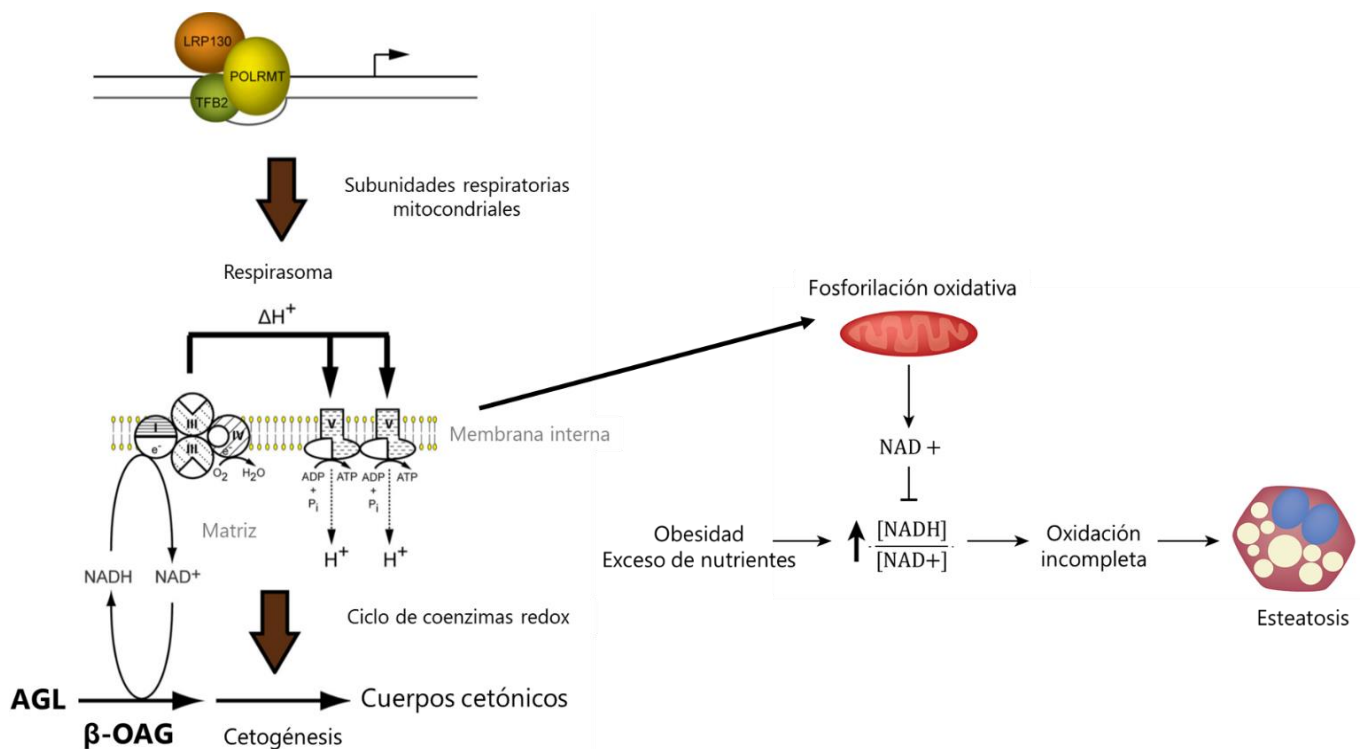 LRP130
POLRMT
TFB2
Subunidades respiratorias
mitocondriales
Respirasoma
ΔH⁺
I
e⁻
III
III
IV
e⁻
O₂ H₂O
V
V
ADP ATP
+
Pᵢ
ADP ATP
+
Pᵢ
Membrana interna
Matriz
H⁺ H⁺
NADH NAD⁺
Ciclo de coenzimas redox
AGL
β-OAG
Cetogénesis
Cuerpos cetónicos
Fosforilación oxidativa
NAD +
Obesidad
Exceso de nutrientes
[NADH]
[NAD+]
Oxidación
incompleta
Esteatosis